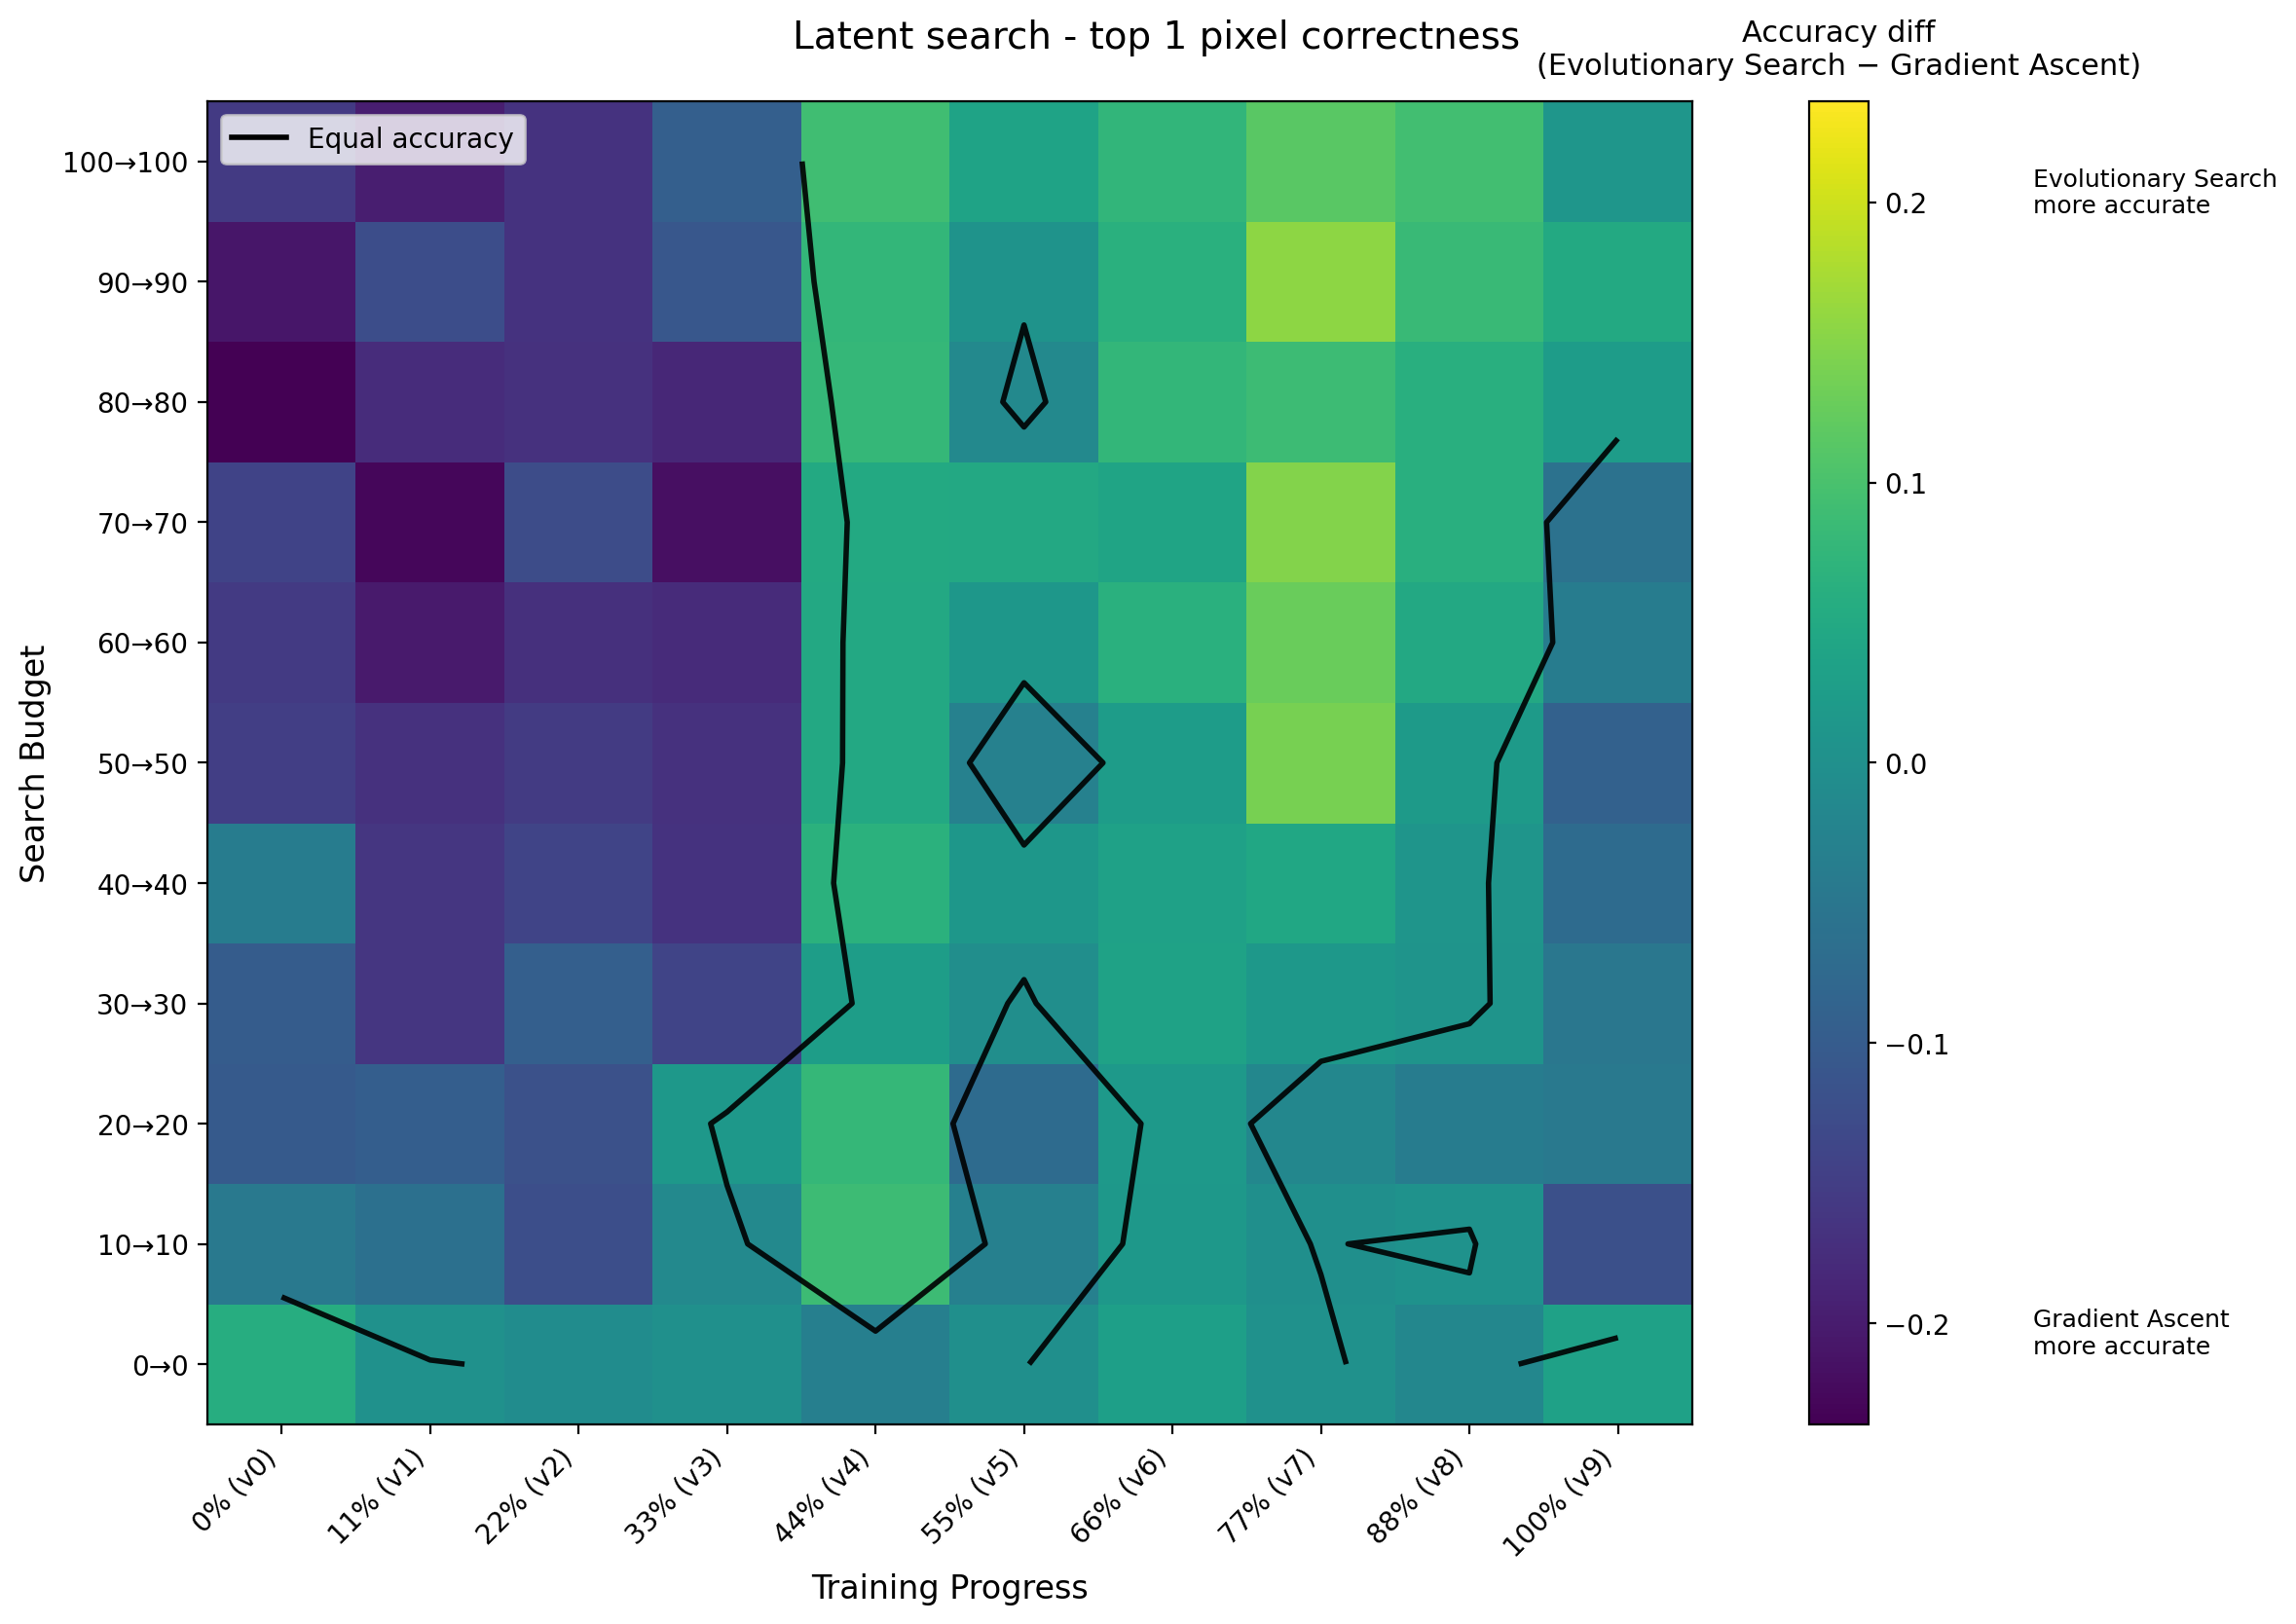 Latent search - top 1 pixel correctness
Accuracy diff
(Evolutionary Search − Gradient Ascent)
Equal accuracy
Search Budget
100→100
90→90
80→80
70→70
60→60
50→50
40→40
30→30
20→20
10→10
0→0
0% (v0)
11% (v1)
22% (v2)
33% (v3)
44% (v4)
55% (v5)
66% (v6)
77% (v7)
88% (v8)
100% (v9)
Training Progress
0.2
0.1
0.0
−0.1
−0.2
Evolutionary Search
more accurate
Gradient Ascent
more accurate